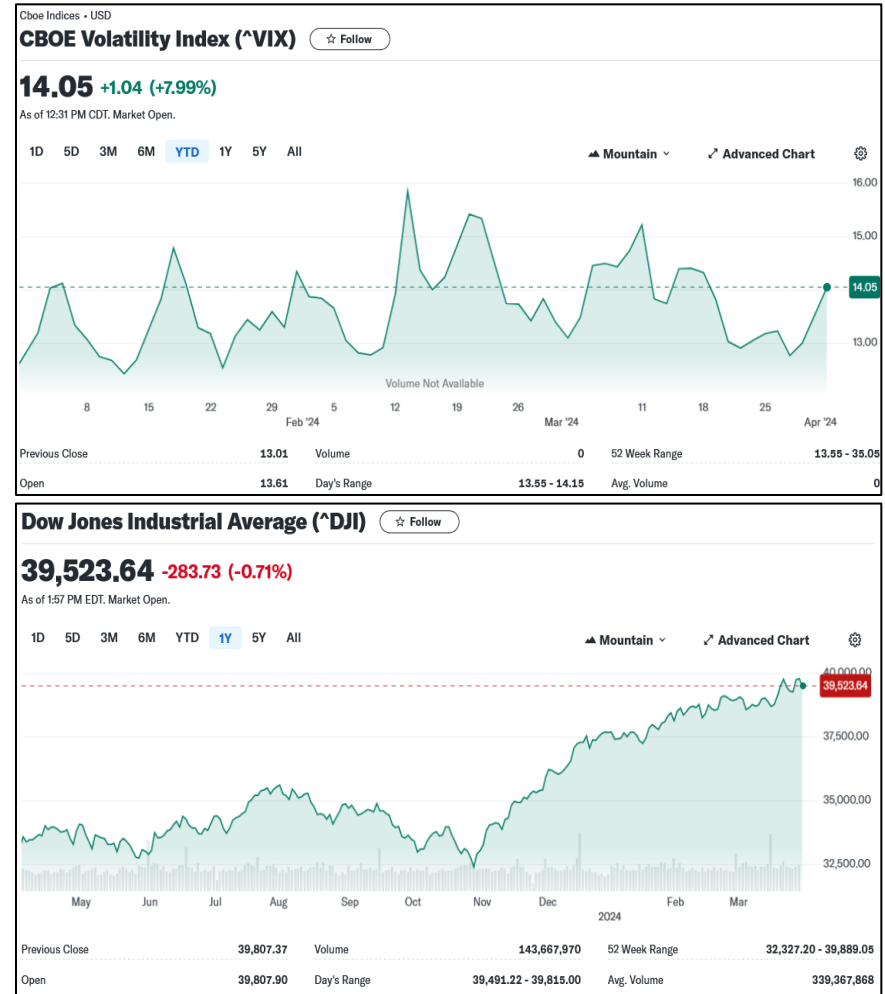 Cboe Indices • USD
CBOE Volatility Index (^VIX) ☆ Follow
14.05 +1.04 (+7.99%)
As of 12:31 PM CDT. Market Open.
1D 5D 3M 6M YTD 1Y 5Y All Mountain Advanced Chart
16.00
15.00
14.05
13.00
Volume Not Available
8 15 22 29 5 12 19 26 11 18 25
Feb '24 Mar '24 Apr '24
Previous Close 13.01 Volume 0 52 Week Range 13.55 - 35.05
Open 13.61 Day's Range 13.55 - 14.15 Avg. Volume 0
Dow Jones Industrial Average (^DJI) ☆ Follow
39,523.64 -283.73 (-0.71%)
As of 1:57 PM EDT. Market Open.
1D 5D 3M 6M YTD 1Y 5Y All Mountain Advanced Chart
40,000.00
39,523.64
37,500.00
35,000.00
32,500.00
May Jun Jul Aug Sep Oct Nov Dec Feb Mar
2024
Previous Close 39,807.37 Volume 143,667,970 52 Week Range 32,327.20 - 39,889.05
Open 39,807.90 Day's Range 39,491.22 - 39,815.00 Avg. Volume 339,367,868